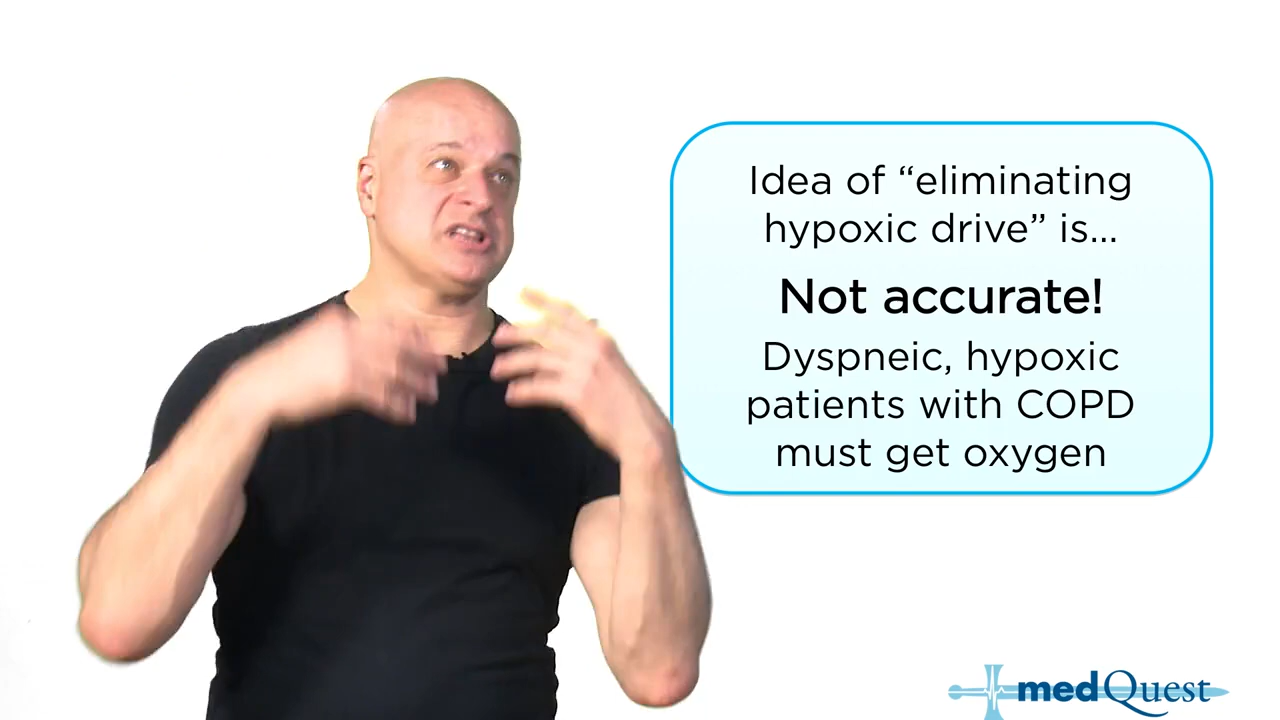 Idea of “eliminating
hypoxic drive” is...
Not accurate!
Dyspneic, hypoxic
patients with COPD
must get oxygen
medQuest